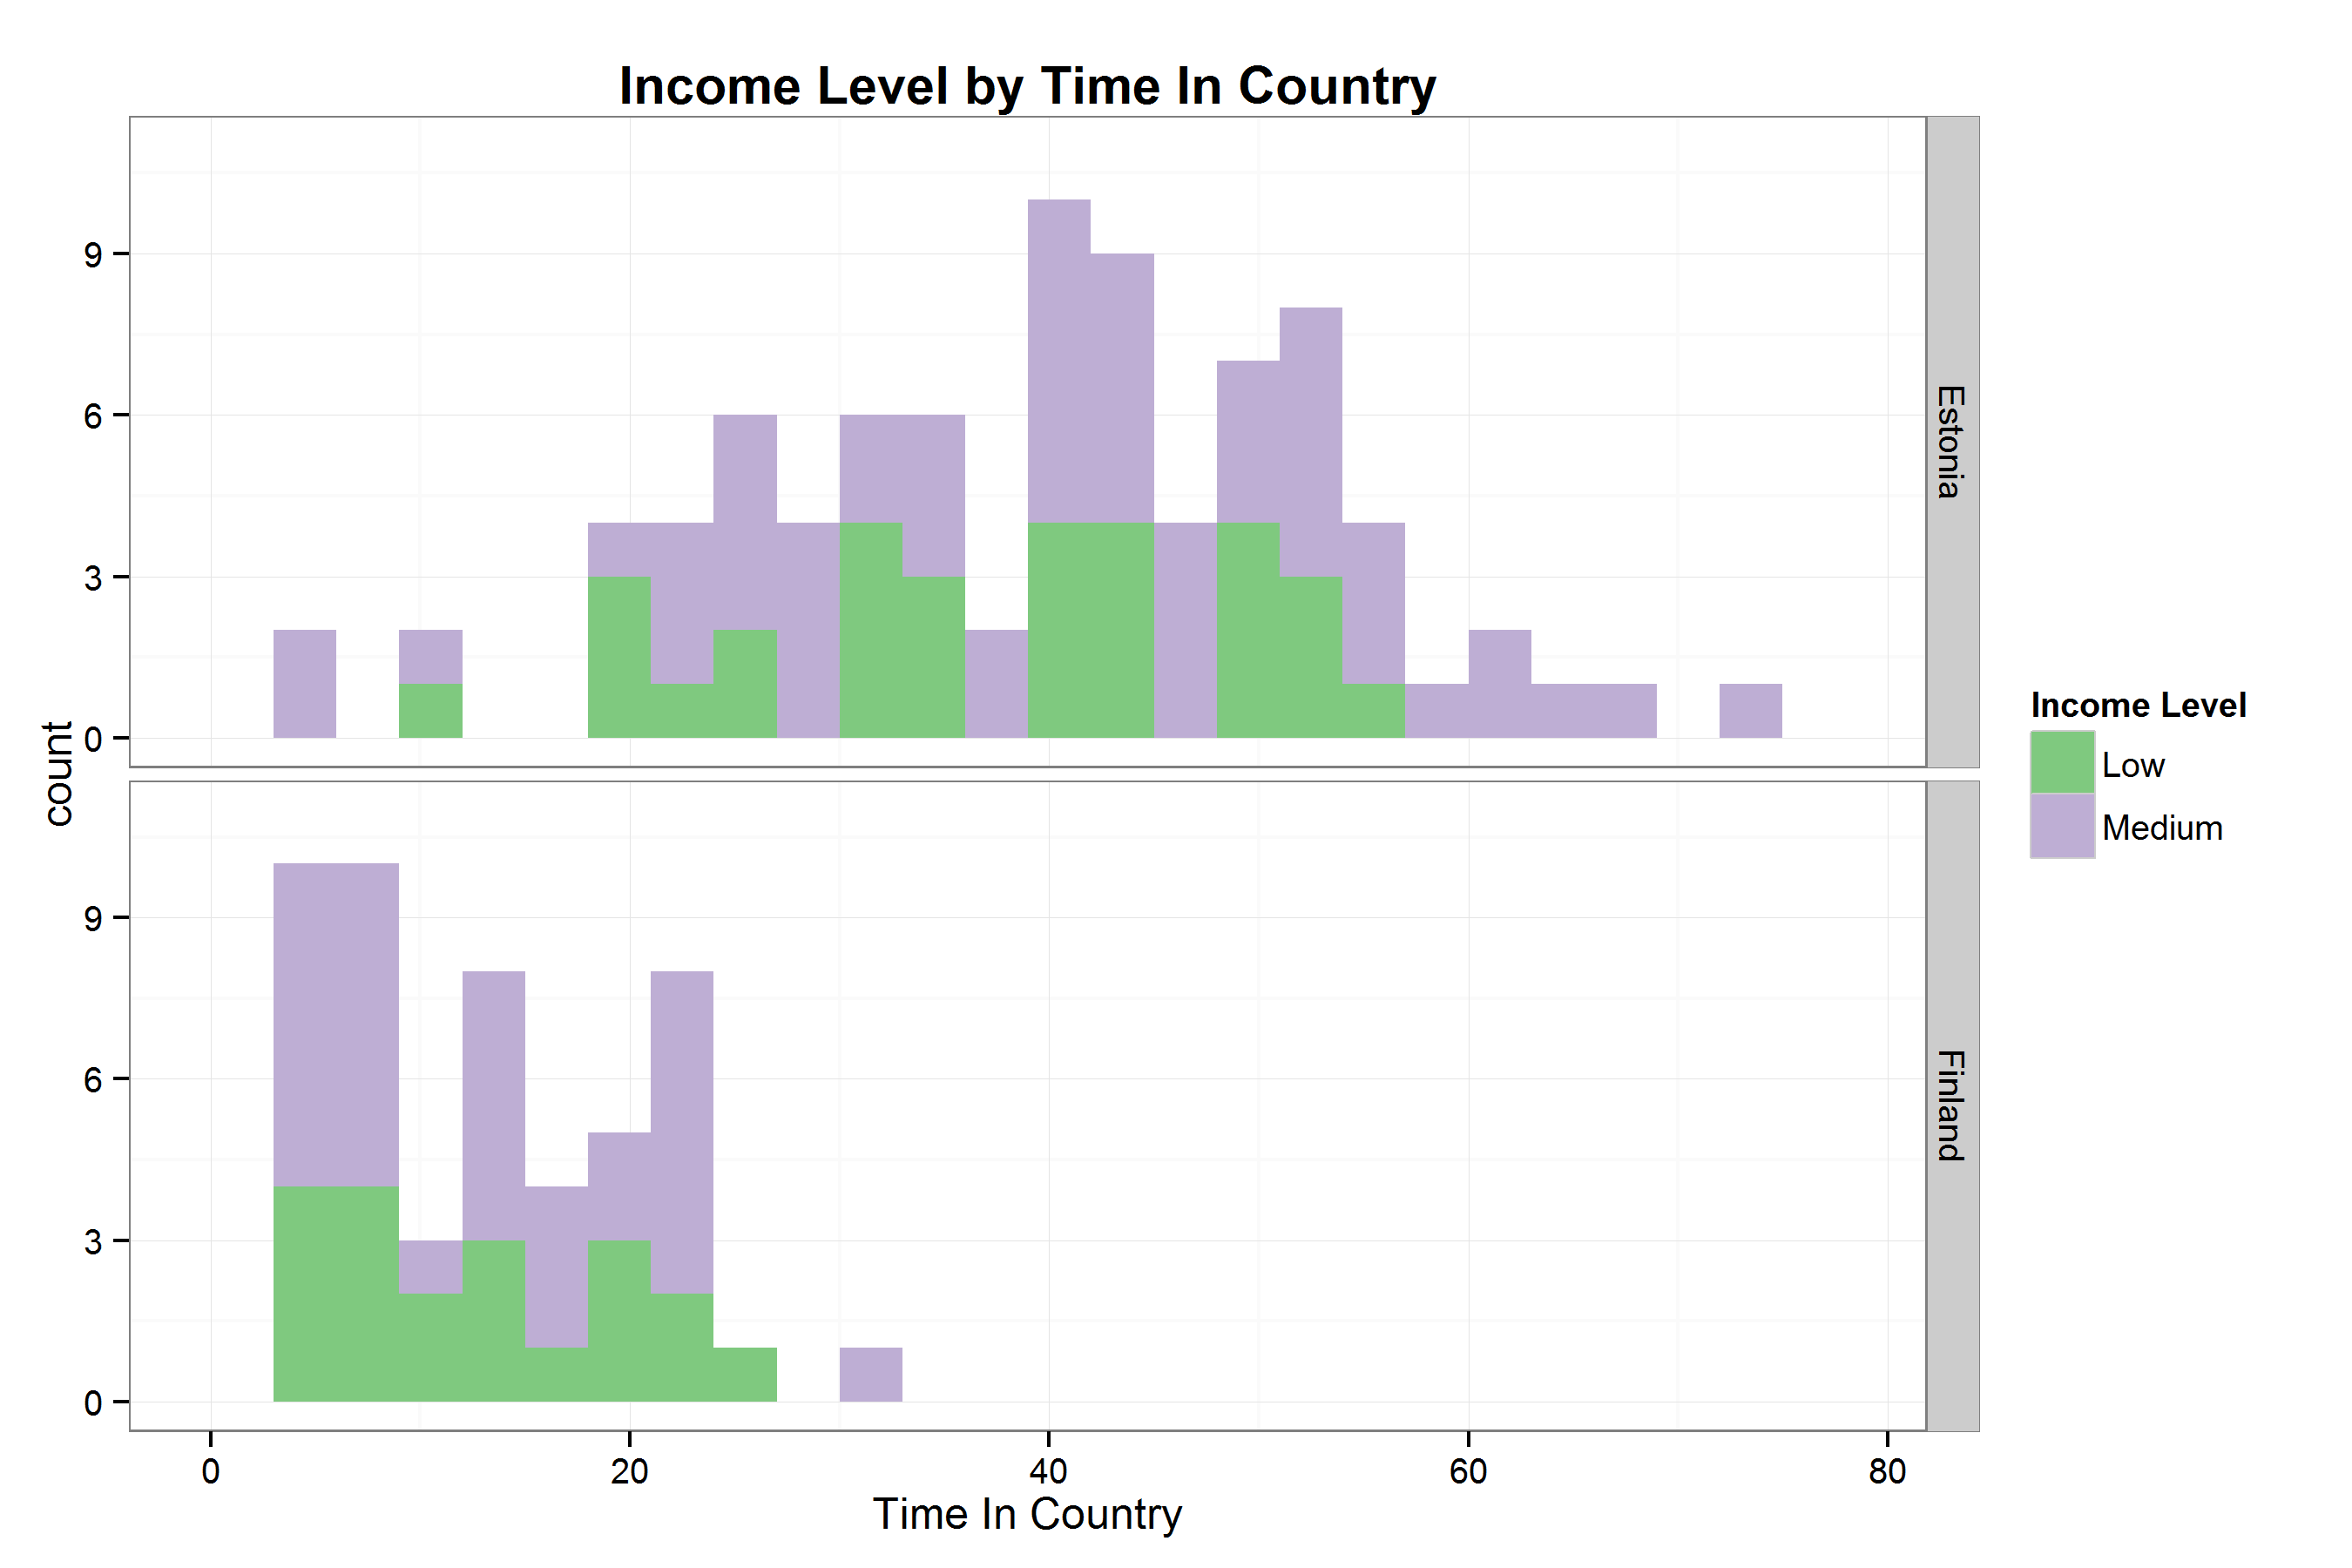 Income Level by Time In Country
9
6
3
0
Estonia
count
9
6
3
0
Finland
0 20 40 60 80
Time In Country
Income Level
Low
Medium